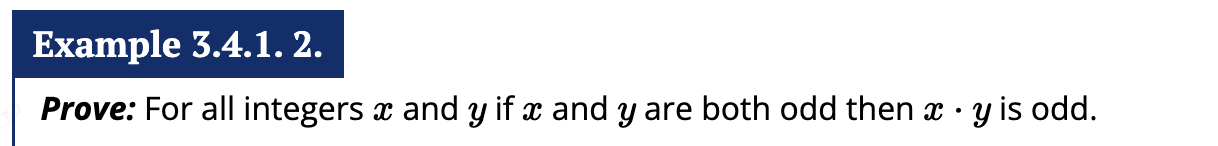 Example 3.4.1. 2.
Prove: For all integers x and y if x and y are both odd then x · y is odd.